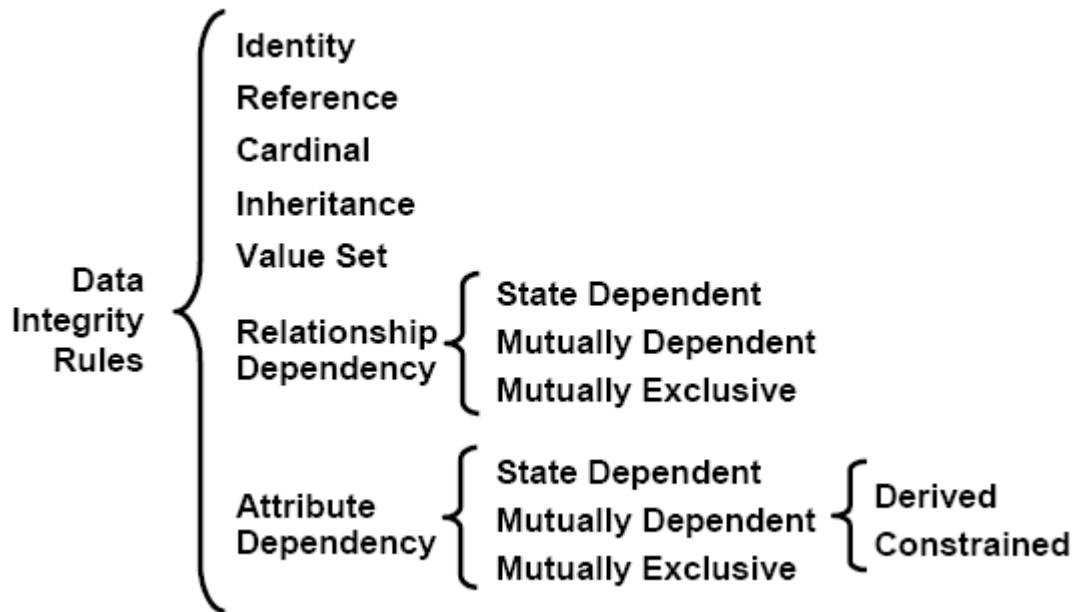 Data
Integrity
Rules
Identity
Reference
Cardinal
Inheritance
Value Set
Relationship
Dependency
State Dependent
Mutually Dependent
Mutually Exclusive
Attribute
Dependency
State Dependent
Mutually Dependent
Mutually Exclusive
Derived
Constrained